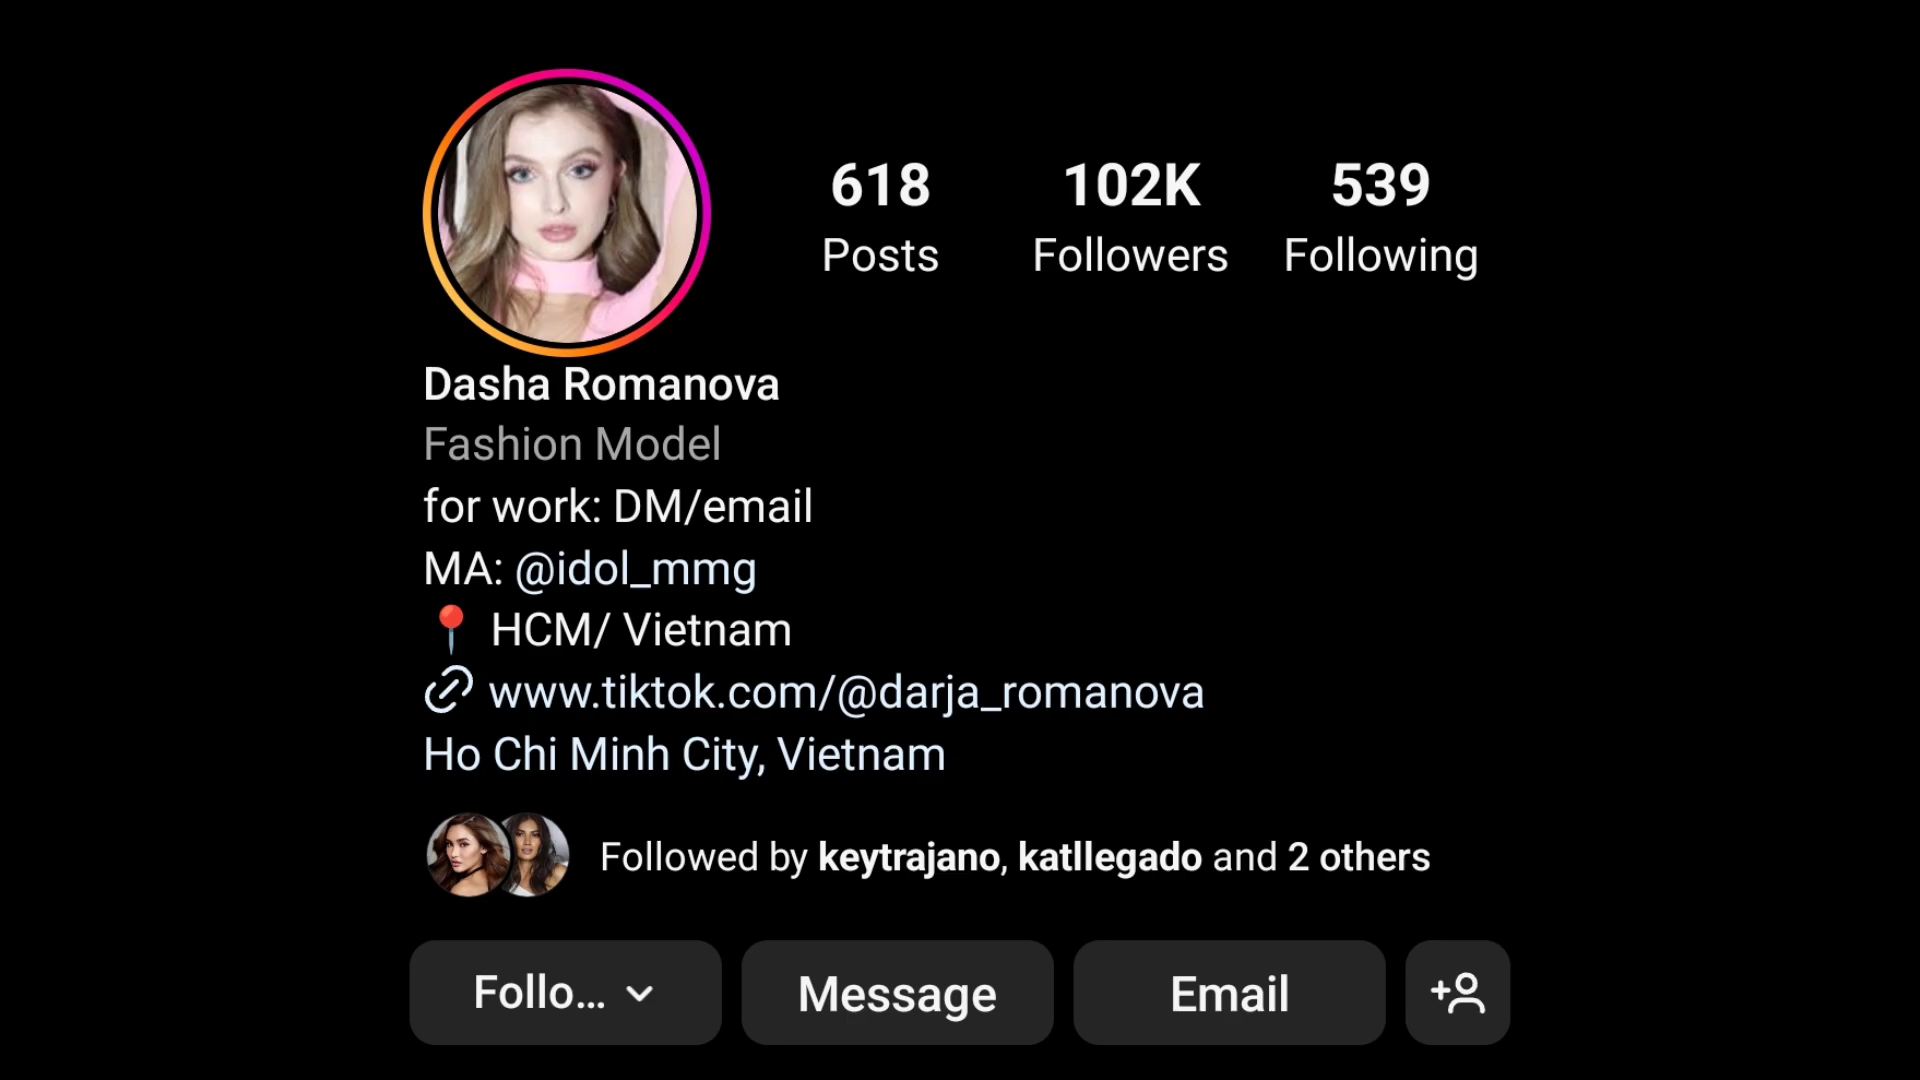 618 102K 539
Posts Followers Following
Dasha Romanova
Fashion Model
for work: DM/email
MA: @idol_mmg
📍 HCM/ Vietnam
www.tiktok.com/@darja_romanova
Ho Chi Minh City, Vietnam
Followed by keytrajano, katllegado and 2 others
Follo... Message Email